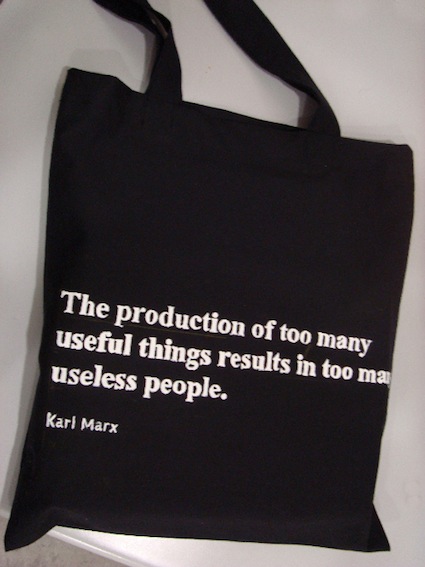 The production of too many
useful things results in too ma
useless people.
Karl Marx